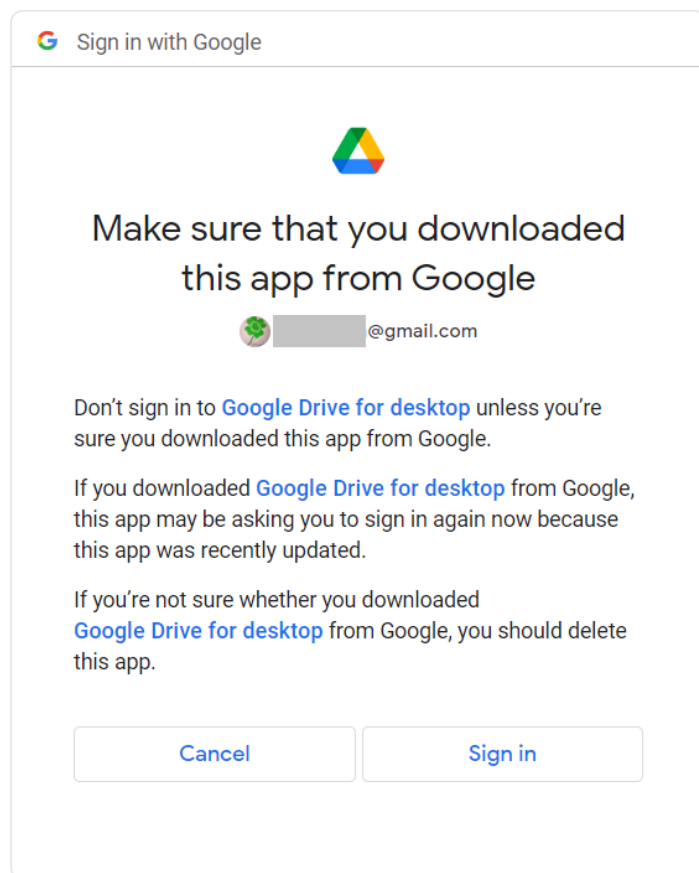 Sign in with Google
Make sure that you downloaded
this app from Google
@gmail.com
Don’t sign in to Google Drive for desktop unless you’re
sure you downloaded this app from Google.
If you downloaded Google Drive for desktop from Google,
this app may be asking you to sign in again now because
this app was recently updated.
If you’re not sure whether you downloaded
Google Drive for desktop from Google, you should delete
this app.
Cancel
Sign in